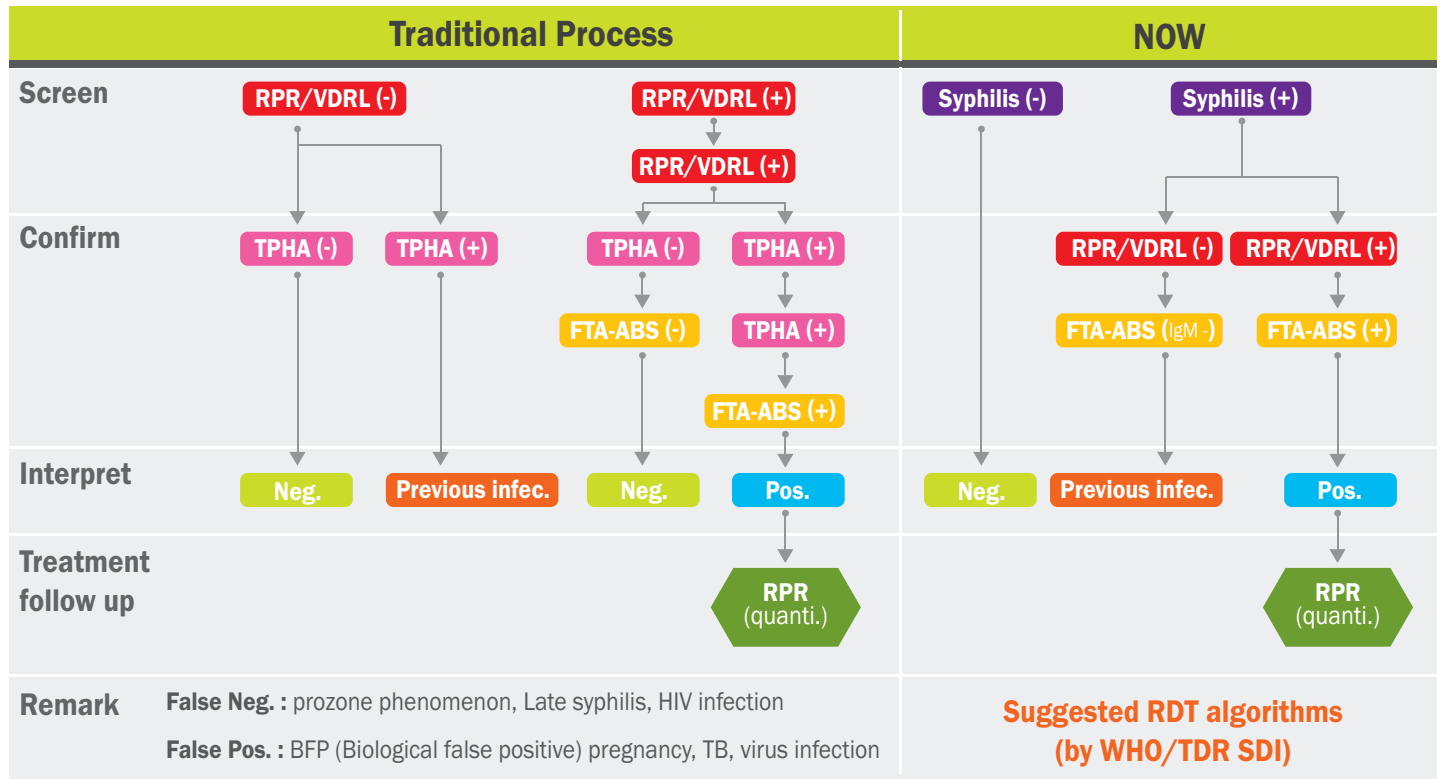 Traditional Process
NOW
Screen
RPR/VDRL (-)
RPR/VDRL (+)
Syphilis (-)
Syphilis (+)
RPR/VDRL (+)
Confirm
TPHA (-)
TPHA (+)
TPHA (-)
TPHA (+)
RPR/VDRL (-)
RPR/VDRL (+)
FTA-ABS (-)
TPHA (+)
FTA-ABS (IgM -)
FTA-ABS (+)
FTA-ABS (+)
Interpret
Neg.
Previous infec.
Neg.
Pos.
Neg.
Previous infec.
Pos.
Treatment
follow up
RPR
(quanti.)
RPR
(quanti.)
Remark
False Neg. : prozone phenomenon, Late syphilis, HIV infection
False Pos. : BFP (Biological false positive) pregnancy, TB, virus infection
Suggested RDT algorithms
(by WHO/TDR SDI)